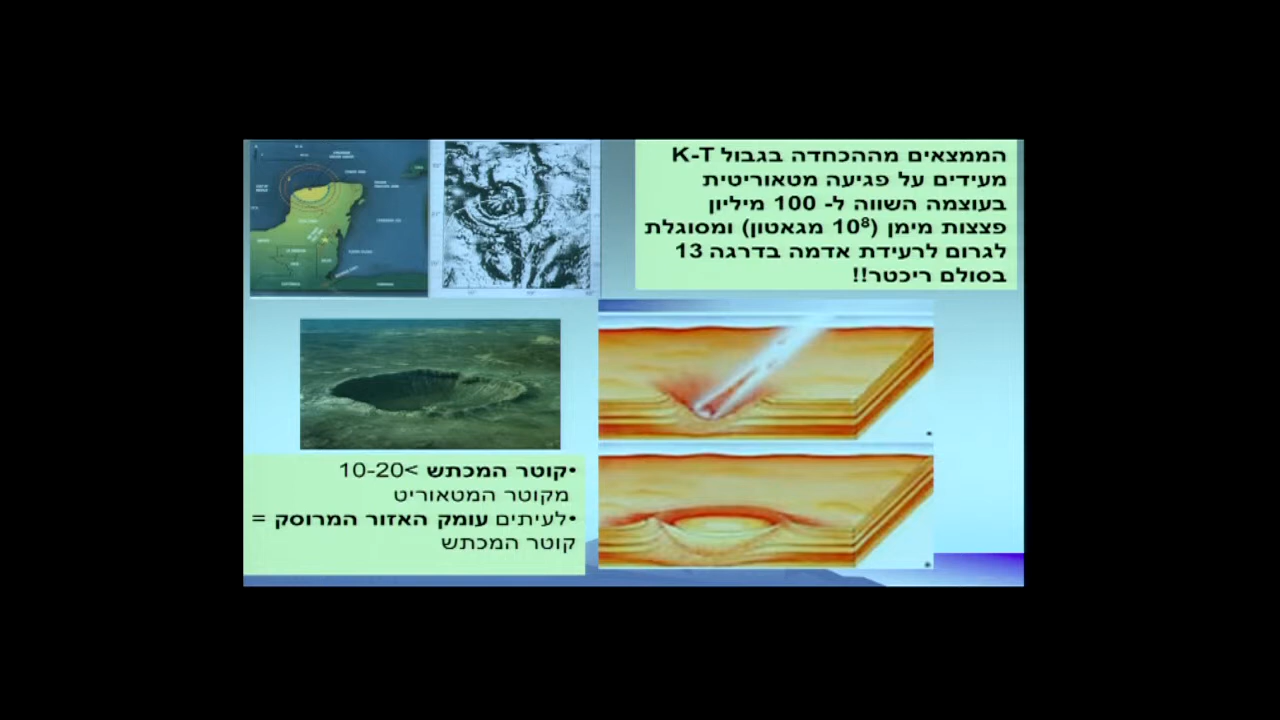 הממצאים מההכחדה בגבול K-T
מעידים על פגיעה מטאוריטית
בעוצמה השווה ל- 100 מיליון
פצצות מימן (10⁸ מגאטון) ומסוגלת
לגרום לרעידת אדמה בדרגה 13
בסולם ריכטר!!
•קוטר המכתש >10-20
מקוטר המטאוריט
•לעיתים עומק האזור המרוסק =
קוטר המכתש